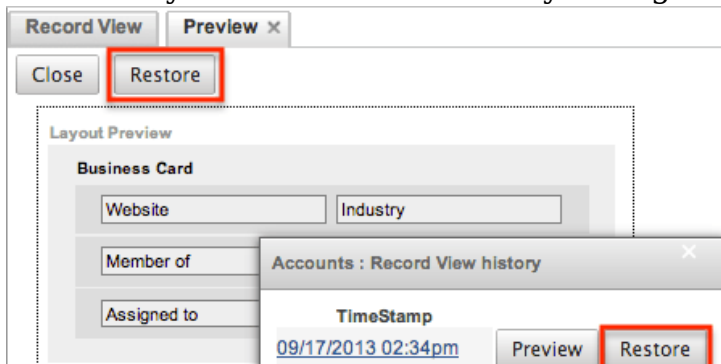 Record View Preview ×
Close Restore
Layout Preview
Business Card
Website Industry
Member of
Accounts : Record View history ×
Assigned to
TimeStamp
09/17/2013 02:34pm Preview Restore